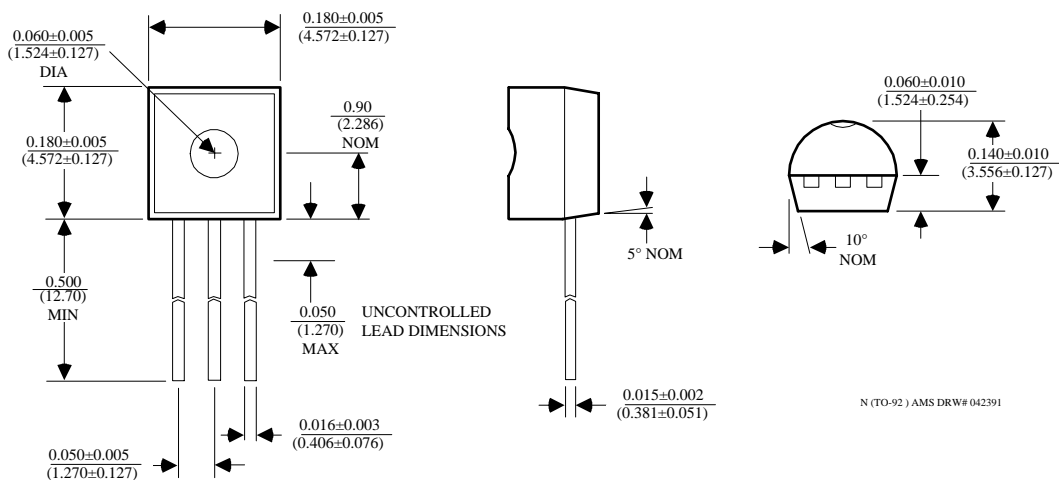 0.060±0.005
(1.524±0.127)
DIA
0.180±0.005
(4.572±0.127)
0.180±0.005
(4.572±0.127)
0.90
(2.286)
NOM
0.500
(12.70)
MIN
0.050
(1.270)
MAX
UNCONTROLLED
LEAD DIMENSIONS
0.016±0.003
(0.406±0.076)
0.050±0.005
(1.270±0.127)
5° NOM
0.015±0.002
(0.381±0.051)
0.060±0.010
(1.524±0.254)
0.140±0.010
(3.556±0.127)
10°
NOM
N (TO-92 ) AMS DRW# 042391